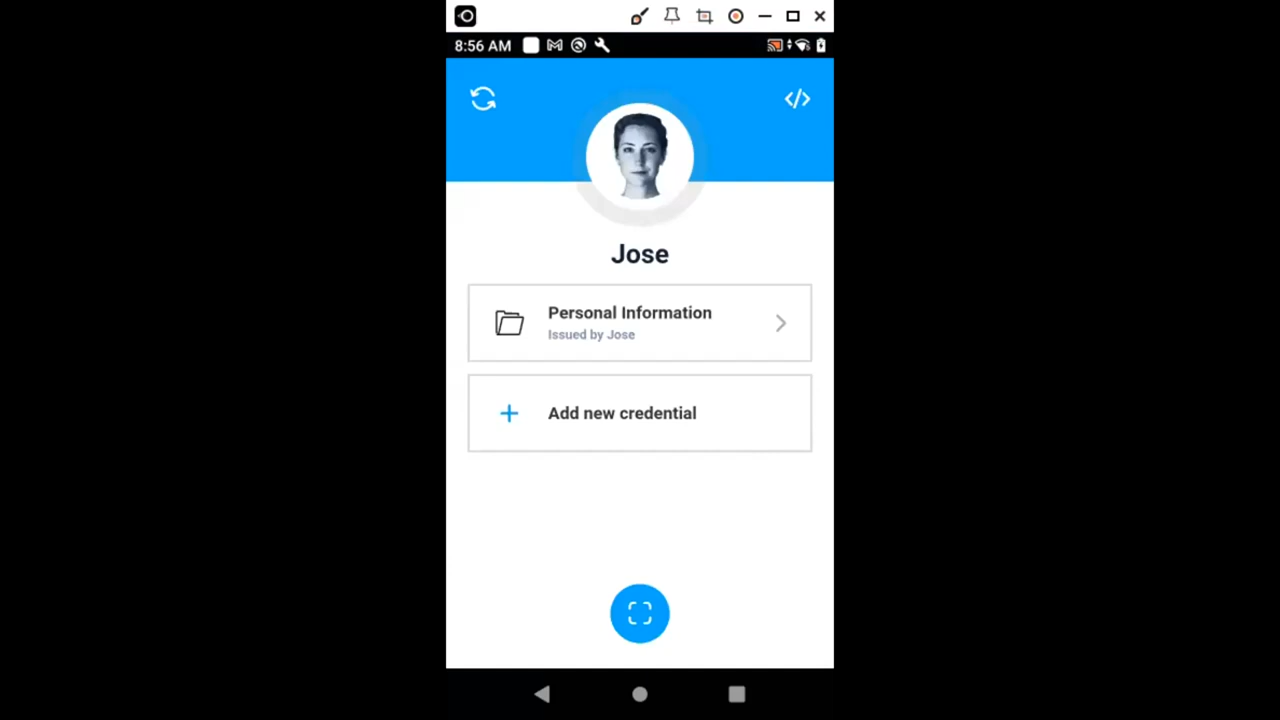 8:56 AM
Jose
Personal Information
Issued by Jose
Add new credential